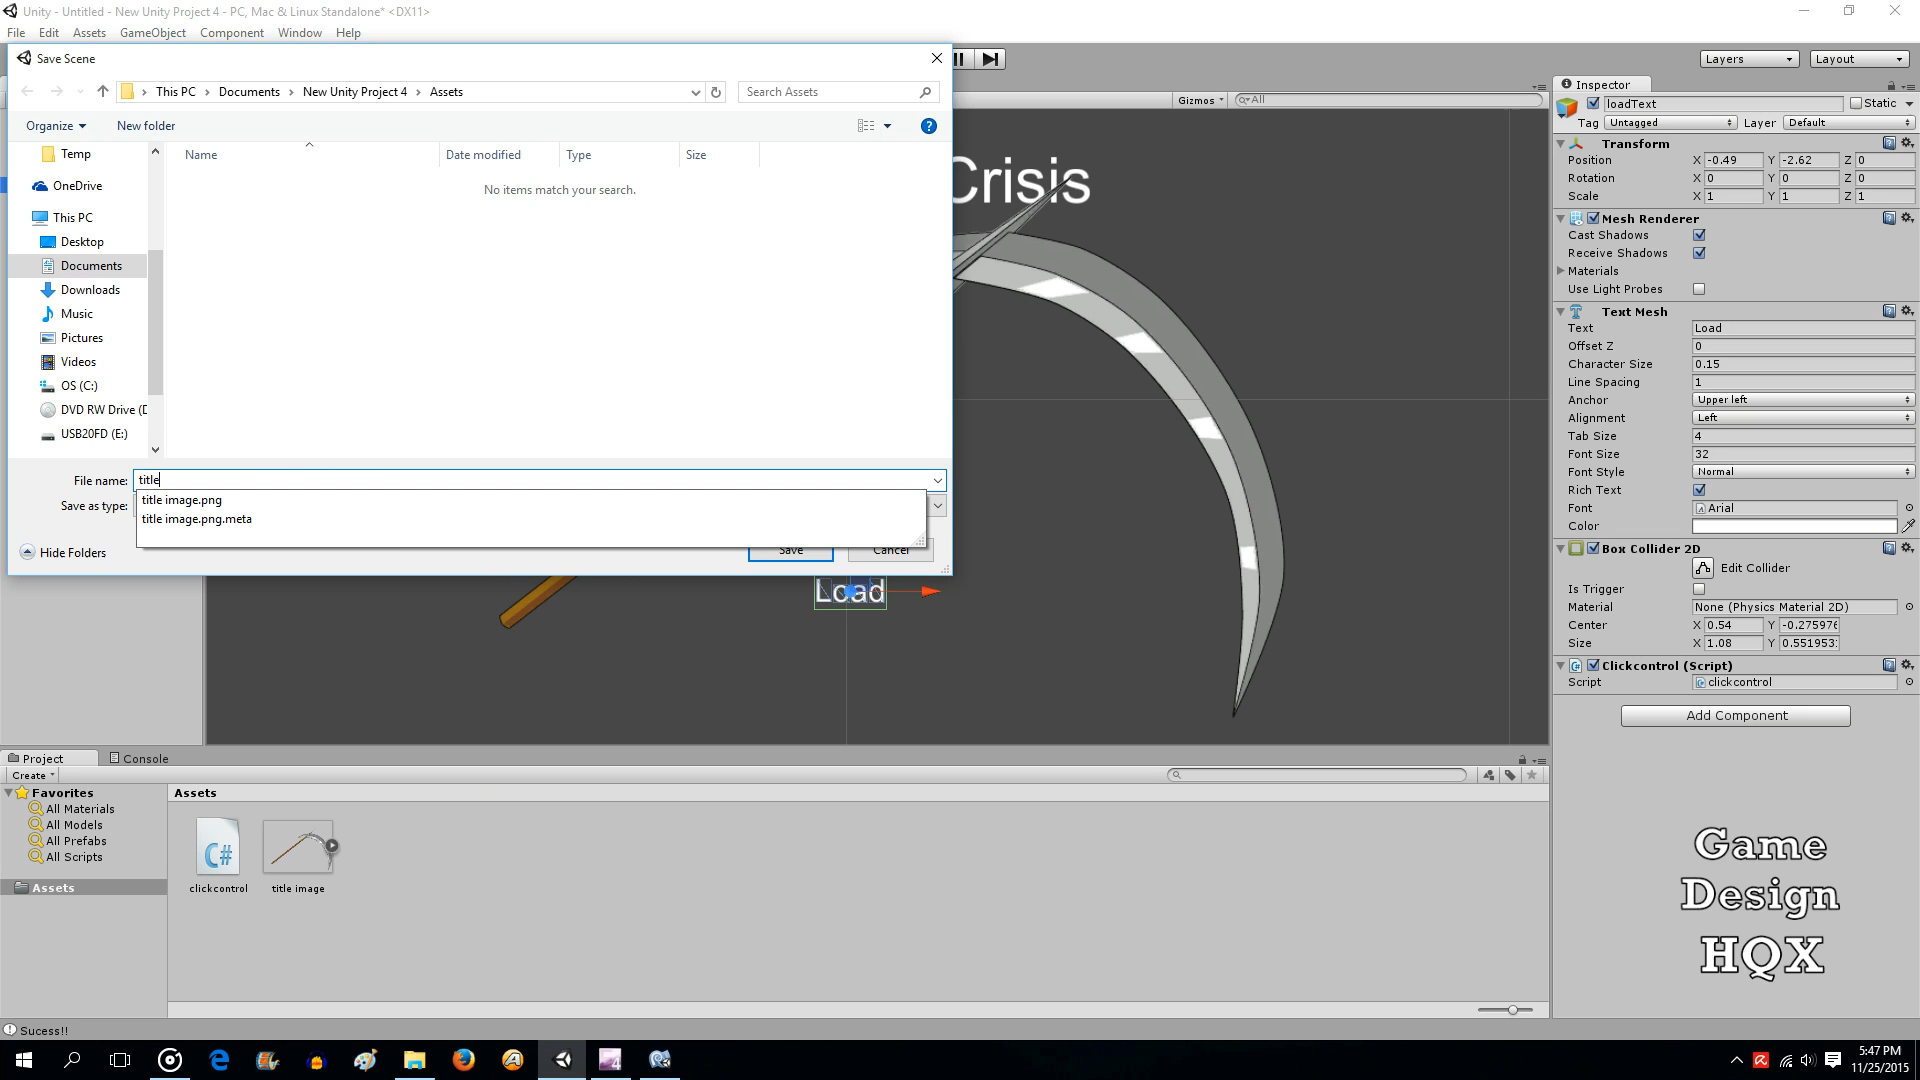 Unity - Untitled - New Unity Project 4 - PC, Mac & Linux Standalone* <DX11>
File Edit Assets GameObject Component Window Help
Save Scene
This PC Documents New Unity Project 4 Assets
Search Assets
Organize New folder
Name Date modified Type Size
No items match your search.
Temp
OneDrive
This PC
Desktop
Documents
Downloads
Music
Pictures
Videos
OS (C:)
DVD RW Drive (D
USB20FD (E:)
File name: title
title image.png
title image.png.meta
Save as type:
Hide Folders
Save Cancel
Gizmos All
Crisis
Load
Layers Layout
Inspector
loadText Static
Tag Untagged Layer Default
Transform
Position X -0.49 Y -2.62 Z 0
Rotation X 0 Y 0 Z 0
Scale X 1 Y 1 Z 1
Mesh Renderer
Cast Shadows
Receive Shadows
Materials
Use Light Probes
Text Mesh
Text Load
Offset Z 0
Character Size 0.15
Line Spacing 1
Anchor Upper left
Alignment Left
Tab Size 4
Font Size 32
Font Style Normal
Rich Text
Font Arial
Color
Box Collider 2D
Edit Collider
Is Trigger
Material None (Physics Material 2D)
Center X 0.54 Y -0.275976
Size X 1.08 Y 0.5519531
Clickcontrol (Script)
Script clickcontrol
Add Component
Project Console
Create
Favorites
All Materials
All Models
All Prefabs
All Scripts
Assets
Assets
C#
clickcontrol title image
Game
Design
HQX
Sucess!!
5:47 PM
11/25/2015